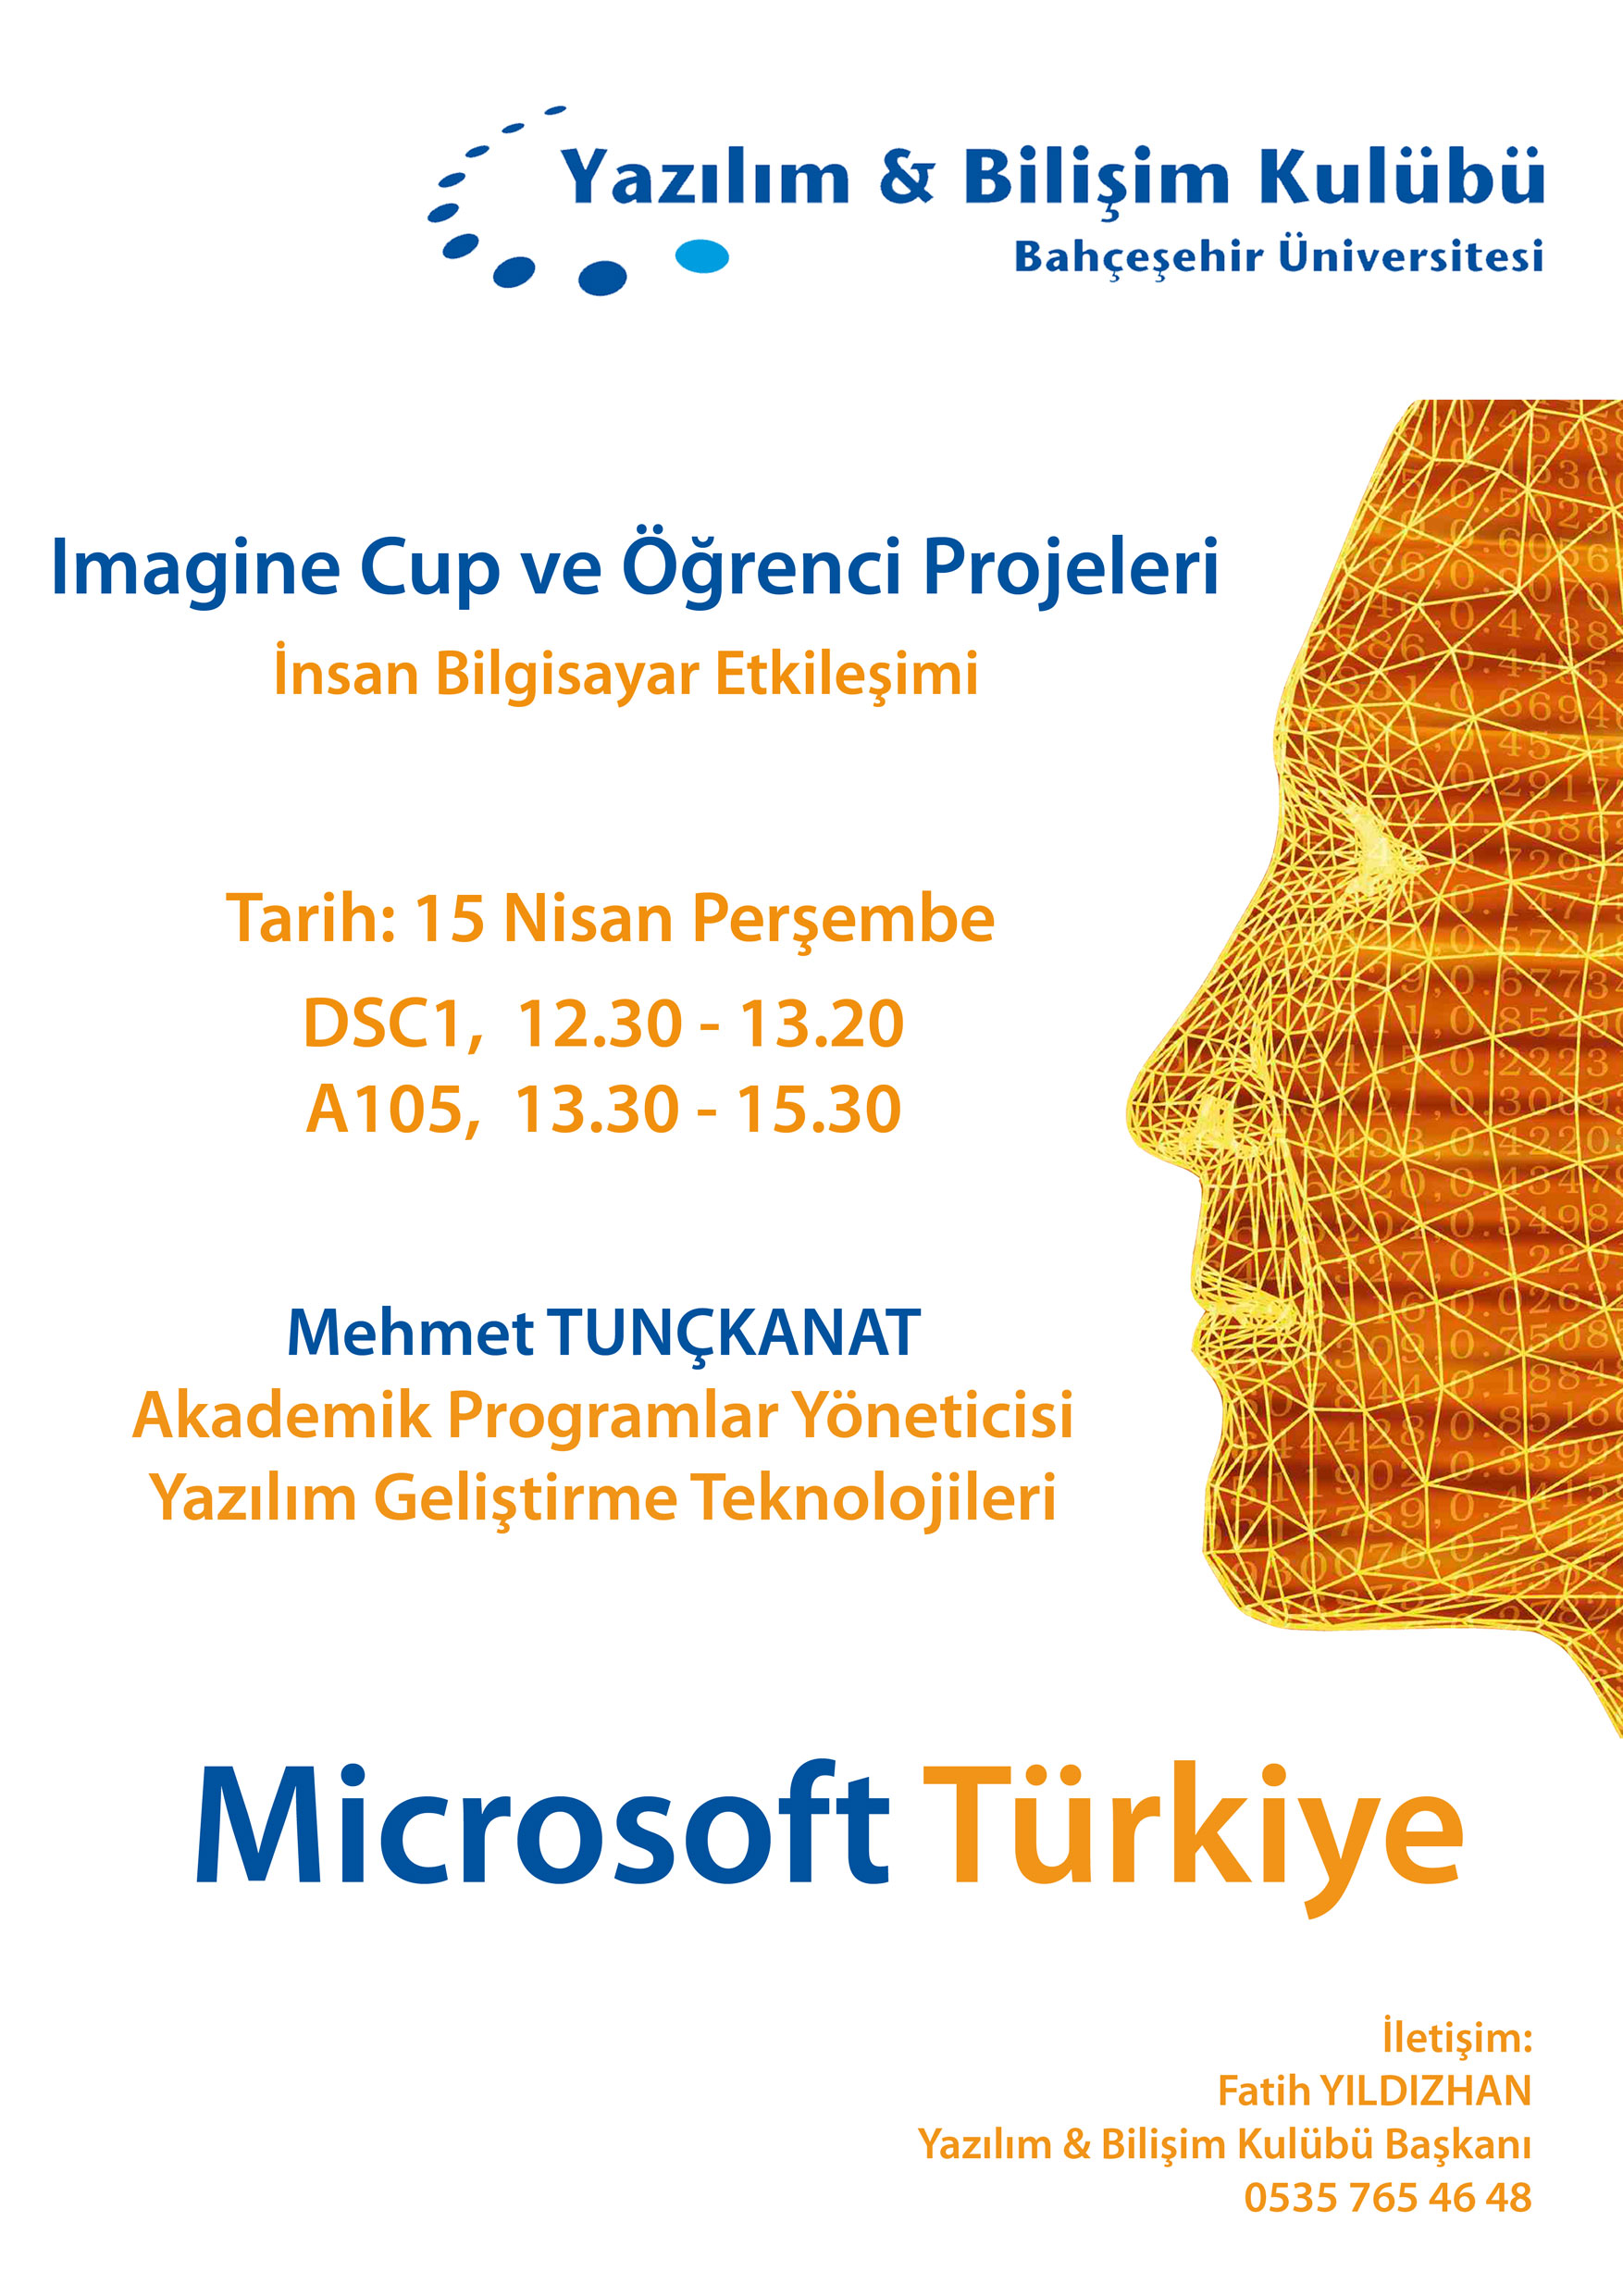 Yazılım & Bilişim Kulübü
Bahçeşehir Üniversitesi
Imagine Cup ve Öğrenci Projeleri
İnsan Bilgisayar Etkileşimi
Tarih: 15 Nisan Perşembe
DSC1, 12.30 - 13.20
A105, 13.30 - 15.30
Mehmet TUNÇKANAT
Akademik Programlar Yöneticisi
Yazılım Geliştirme Teknolojileri
Microsoft Türkiye
İletişim:
Fatih YILDIZHAN
Yazılım & Bilişim Kulübü Başkanı
0535 765 46 48